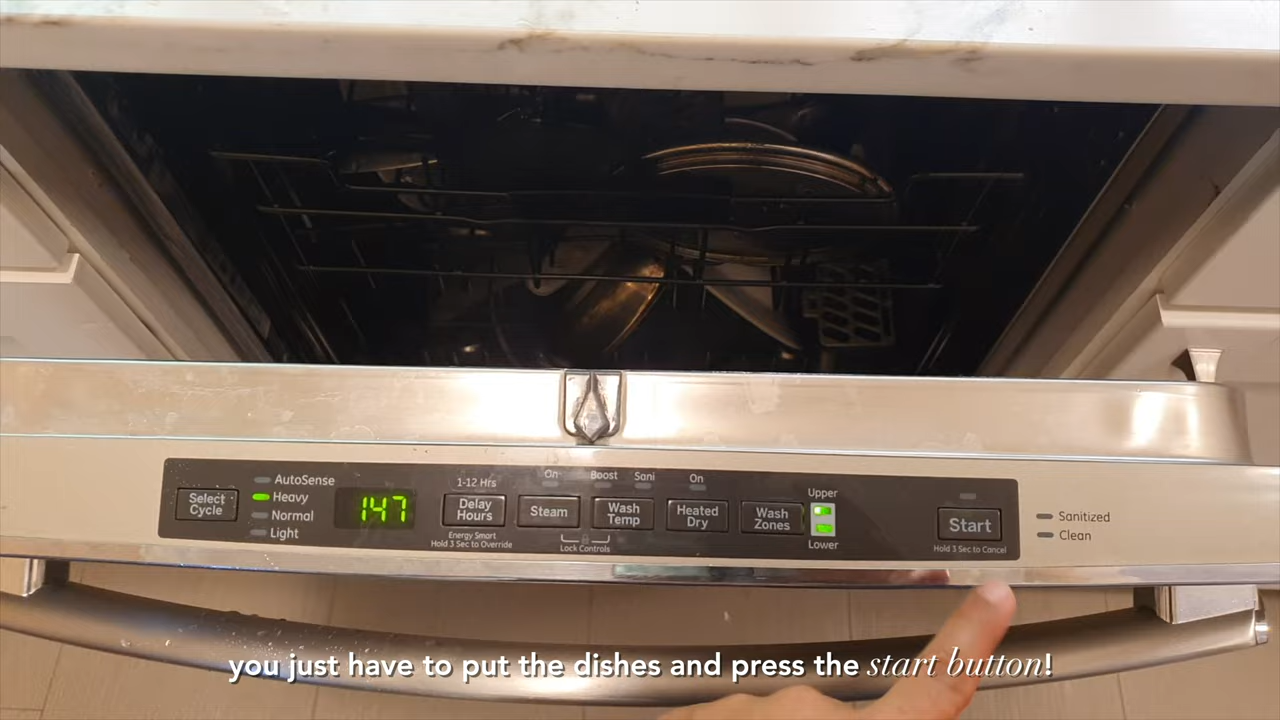 Select Cycle
AutoSense
Heavy
Normal
Light
147
1-12 Hrs
Delay Hours
Energy Smart
Hold 3 Sec to Override
On
Steam
Lock Controls
Boost
Sani
Wash Temp
On
Heated Dry
Wash Zones
Upper
Lower
Start
Hold 3 Sec to Cancel
Sanitized
Clean
you just have to put the dishes and press the start button!